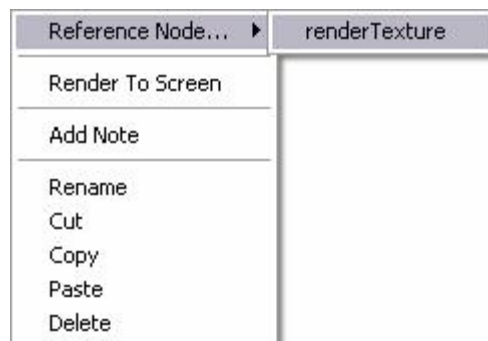 Reference Node... renderTexture
Render To Screen
Add Note
Rename
Cut
Copy
Paste
Delete